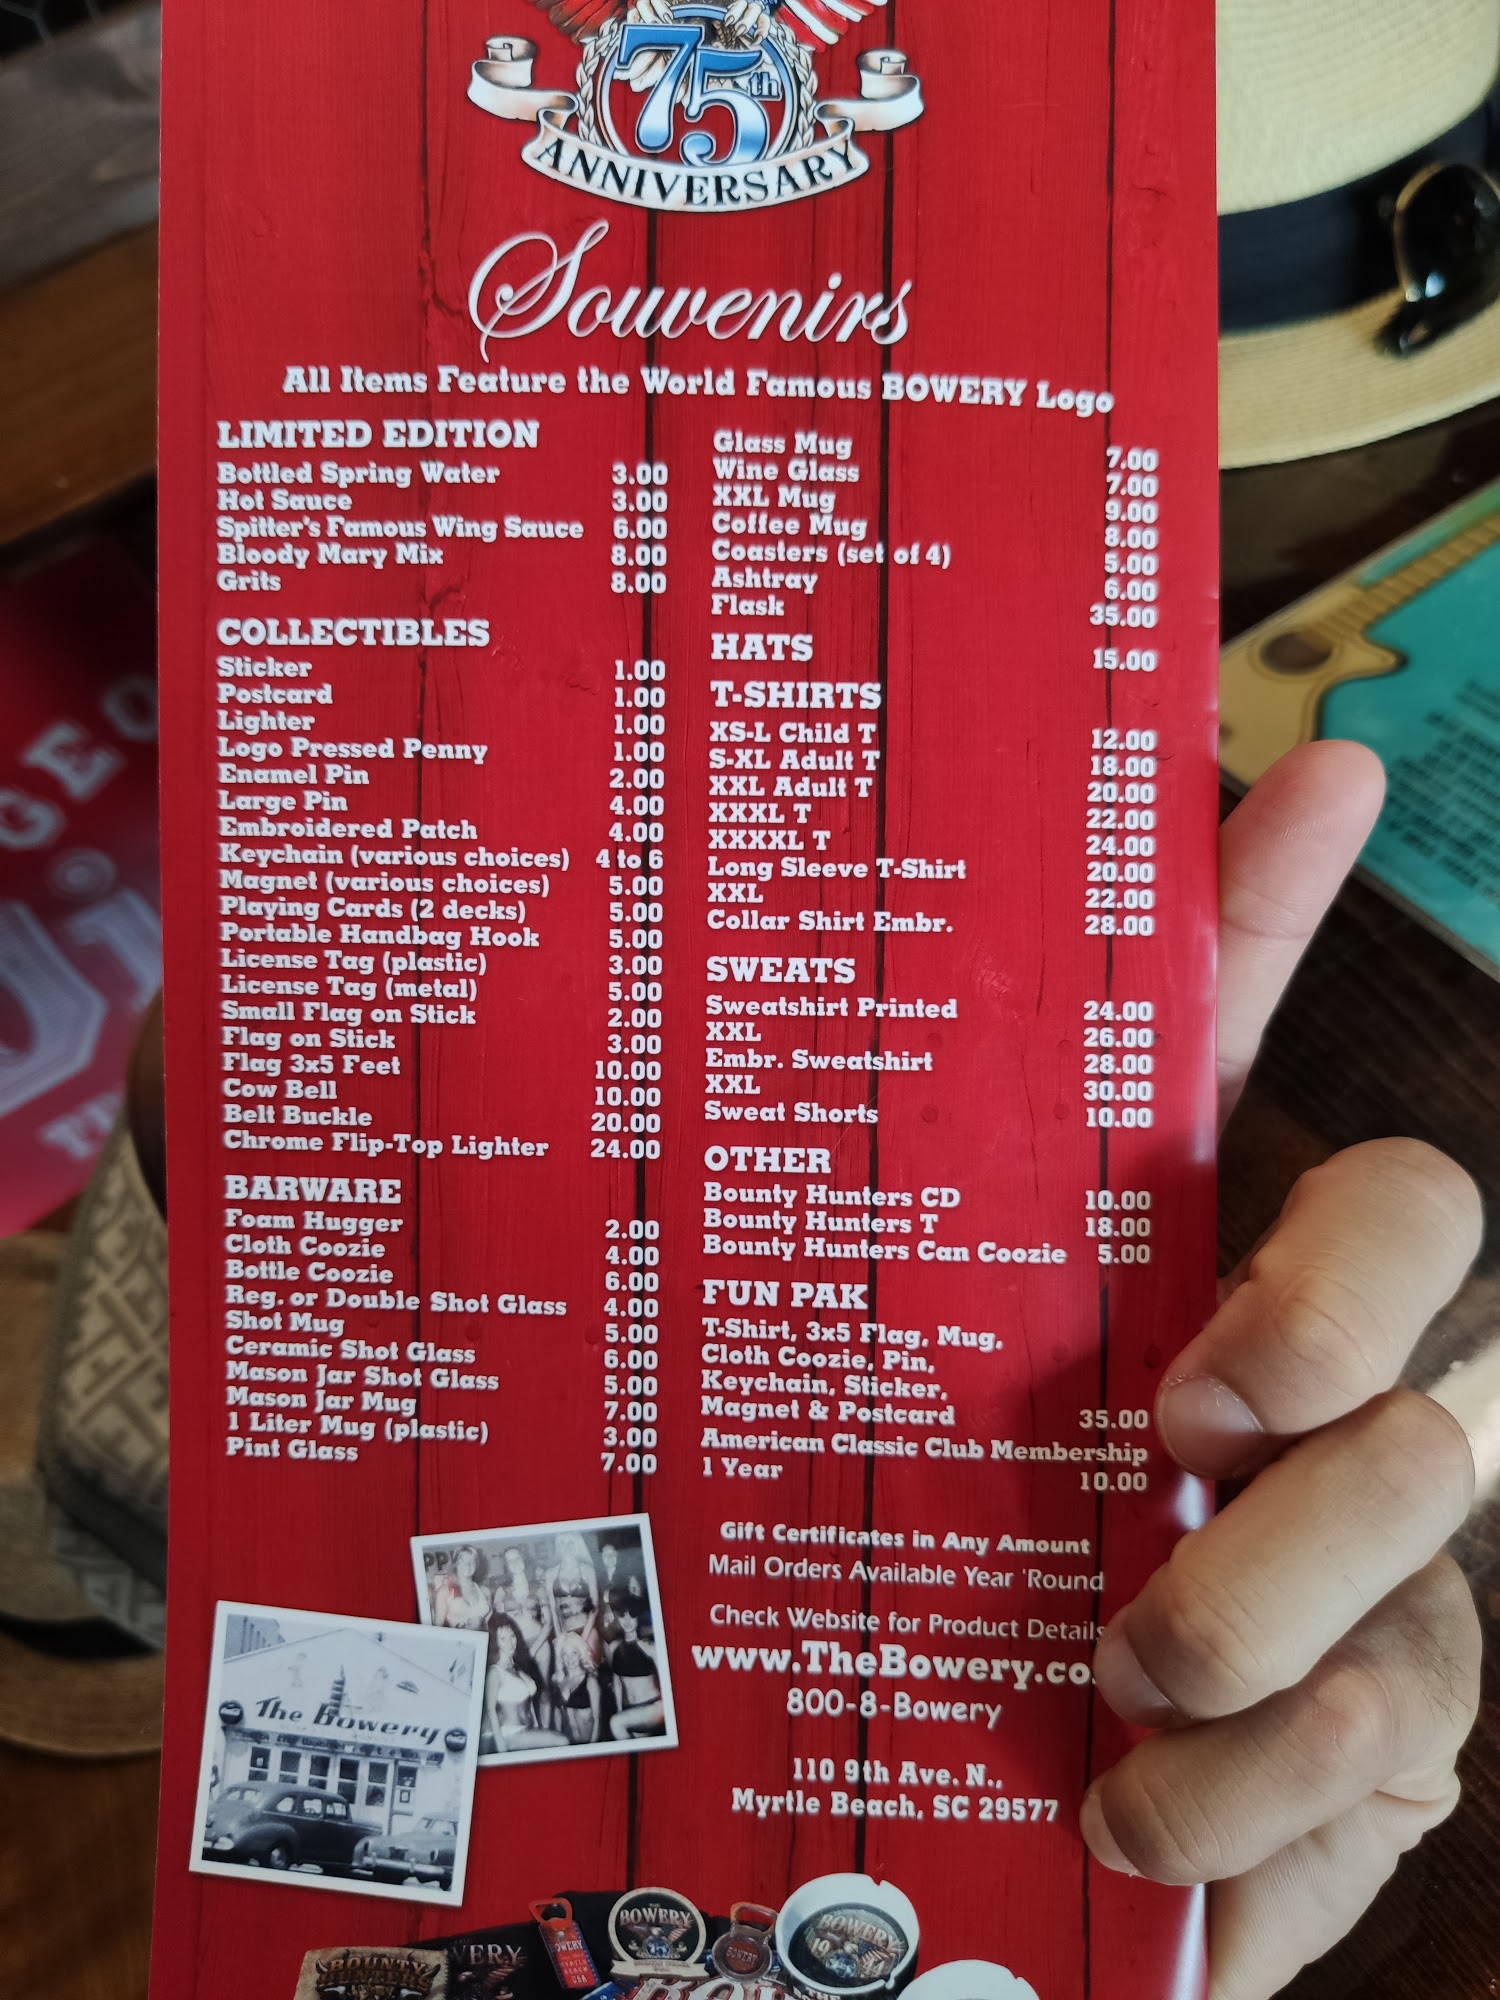 75th
ANNIVERSARY
Souvenirs
All Items Feature the World Famous BOWERY Logo
LIMITED EDITION
Bottled Spring Water 3.00
Hot Sauce 3.00
Spitter's Famous Wing Sauce 6.00
Bloody Mary Mix 8.00
Grits 8.00
COLLECTIBLES
Sticker 1.00
Postcard 1.00
Lighter 1.00
Logo Pressed Penny 1.00
Enamel Pin 2.00
Large Pin 4.00
Embroidered Patch 4.00
Keychain (various choices) 4 to 6
Magnet (various choices) 5.00
Playing Cards (2 decks) 5.00
Portable Handbag Hook 5.00
License Tag (plastic) 3.00
License Tag (metal) 5.00
Small Flag on Stick 2.00
Flag on Stick 3.00
Flag 3x5 Feet 10.00
Cow Bell 10.00
Belt Buckle 20.00
Chrome Flip-Top Lighter 24.00
BARWARE
Foam Hugger 2.00
Cloth Coozie 4.00
Bottle Coozie 6.00
Reg. or Double Shot Glass 4.00
Shot Mug 5.00
Ceramic Shot Glass 6.00
Mason Jar Shot Glass 5.00
Mason Jar Mug 7.00
1 Liter Mug (plastic) 3.00
Pint Glass 7.00
Glass Mug 7.00
Wine Glass 7.00
XXL Mug 9.00
Coffee Mug 8.00
Coasters (set of 4) 5.00
Ashtray 6.00
Flask 35.00
HATS 15.00
T-SHIRTS
XS-L Child T 12.00
S-XL Adult T 18.00
XXL Adult T 20.00
XXXL T 22.00
XXXXL T 24.00
Long Sleeve T-Shirt 20.00
XXL 22.00
Collar Shirt Embr. 28.00
SWEATS
Sweatshirt Printed 24.00
XXL 26.00
Embr. Sweatshirt 28.00
XXL 30.00
Sweat Shorts 10.00
OTHER
Bounty Hunters CD 10.00
Bounty Hunters T 18.00
Bounty Hunters Can Coozie 5.00
FUN PAK
T-Shirt, 3x5 Flag, Mug,
Cloth Coozie, Pin,
Keychain, Sticker,
Magnet & Postcard 35.00
American Classic Club Membership
1 Year 10.00
Gift Certificates in Any Amount
Mail Orders Available Year 'Round
Check Website for Product Details
www.TheBowery.co
800-8-Bowery
110 9th Ave. N.,
Myrtle Beach, SC 29577
The Bowery
BOUNTY
HUNTERS
BOWERY
BOWERY
BOWERY